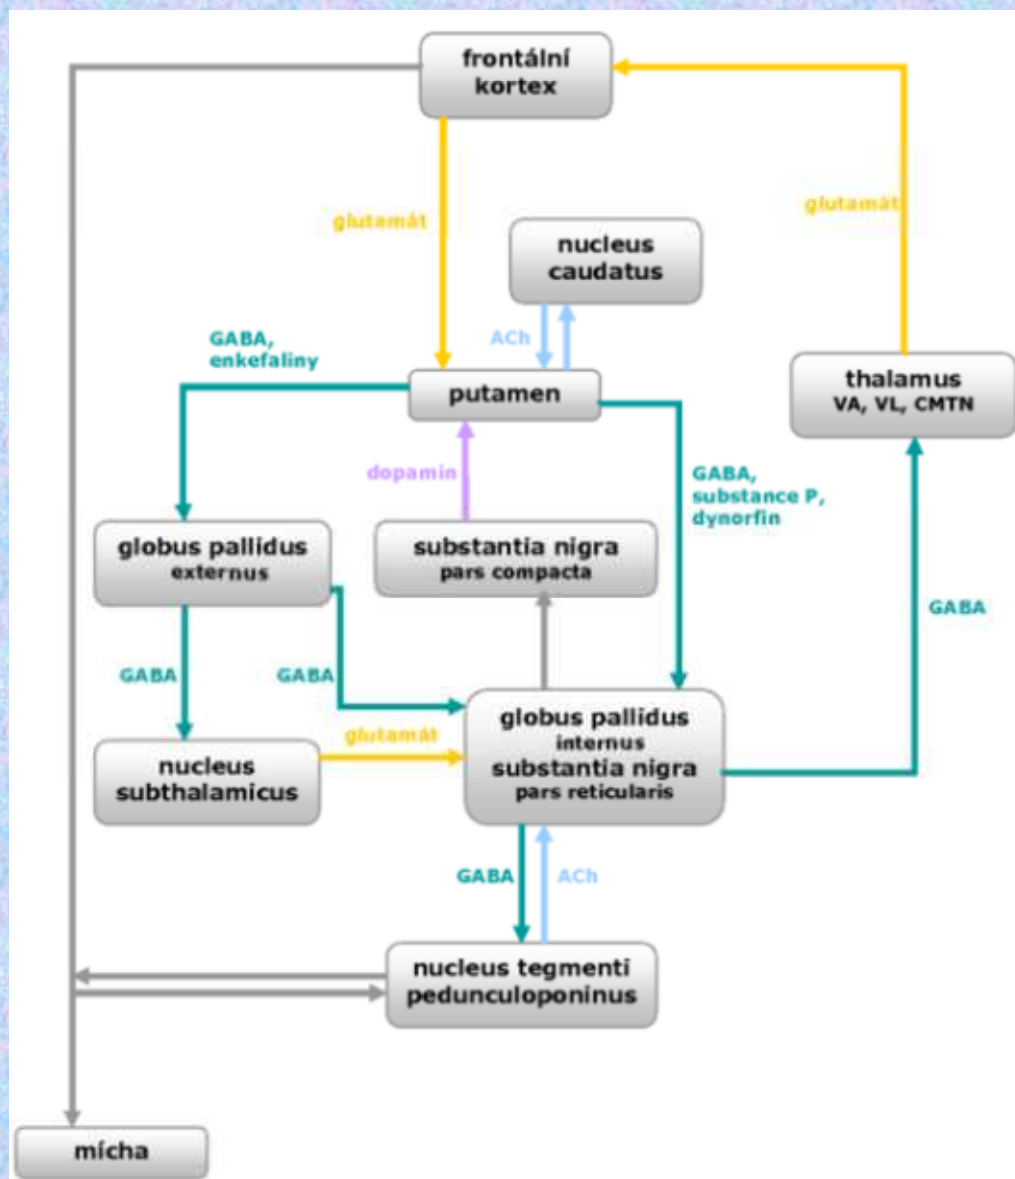 frontální
kortex
glutamát
glutamát
nucleus
caudatus
GABA,
enkefaliny
ACh
putamen
thalamus
VA, VL, CMTN
dopamin
GABA,
substance P,
dynorfin
globus pallidus
externus
substantia nigra
pars compacta
GABA
GABA
GABA
glutamát
nucleus
subthalamicus
globus pallidus
internus
substantia nigra
pars reticularis
GABA
ACh
nucleus tegmenti
pedunculoponinus
mícha